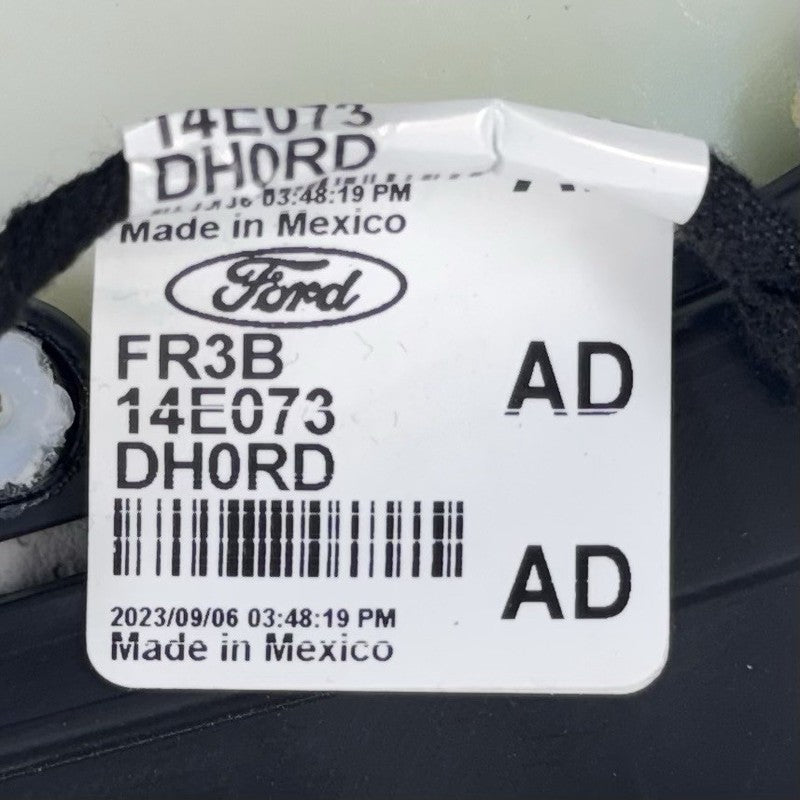 14E073
DH0RD
03:48:19 PM
Made in Mexico
Ford
FR3B
14E073 AD
DH0RD
AD
2023/09/06 03:48:19 PM
Made in Mexico